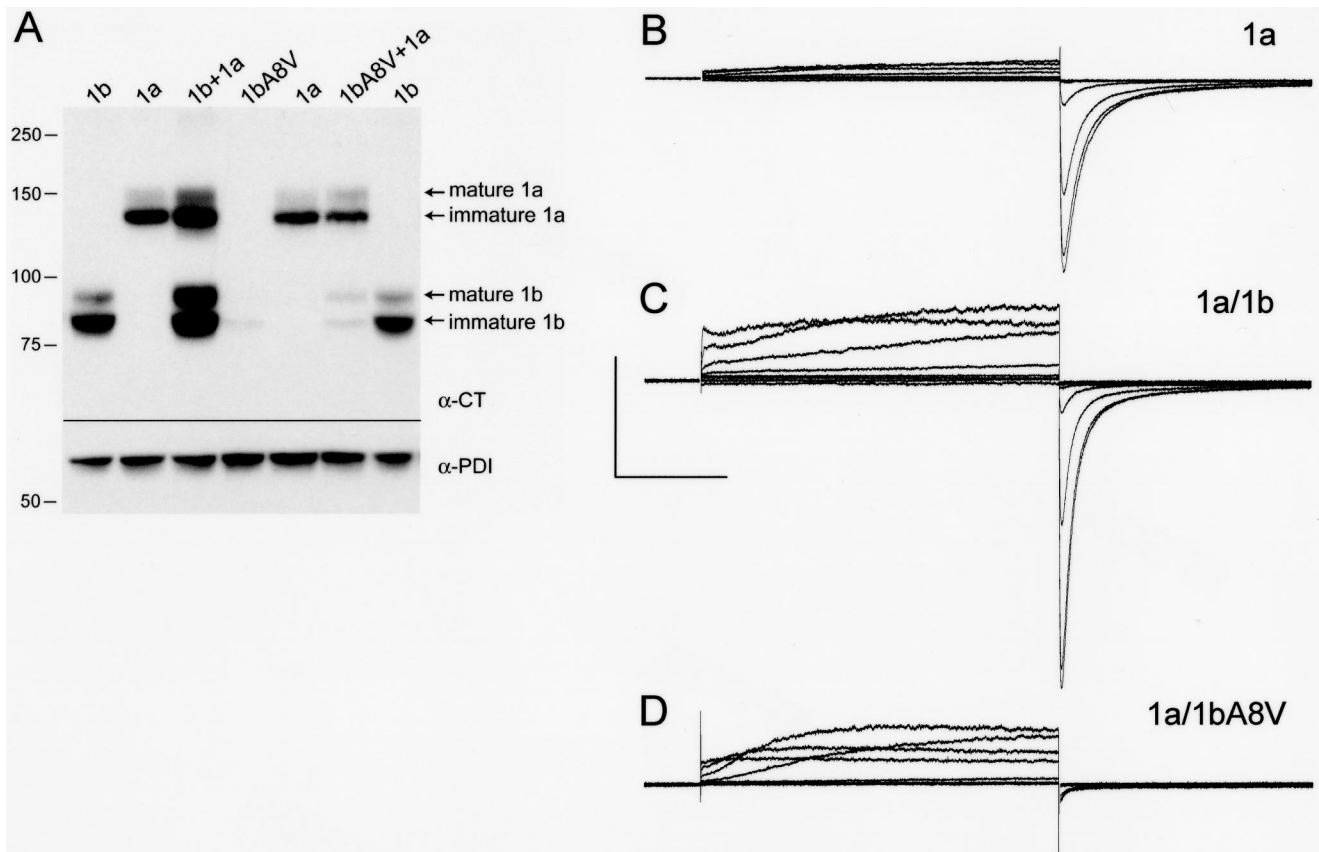 A
1b 1a 1b+1a 1bA8V 1a 1bA8V+1a 1b
250
150
100
75
50
mature 1a
immature 1a
mature 1b
immature 1b
α-CT
α-PDI
B
1a
C
1a/1b
D
1a/1bA8V